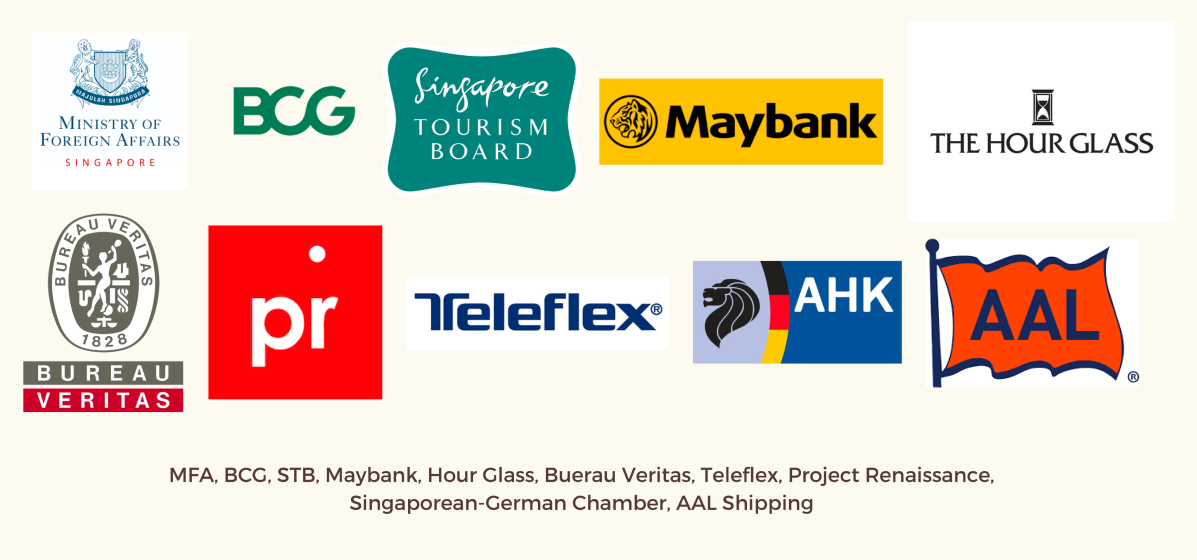 MAJULAH SINGAPURA
MINISTRY OF
FOREIGN AFFAIRS
SINGAPORE
BCG
Singapore
TOURISM
BOARD
Maybank
THE HOUR GLASS
BUREAU VERITAS
1828
BUREAU
VERITAS
pr
Teleflex®
AHK
AAL
®
MFA, BCG, STB, Maybank, Hour Glass, Buerau Veritas, Teleflex, Project Renaissance,
Singaporean-German Chamber, AAL Shipping